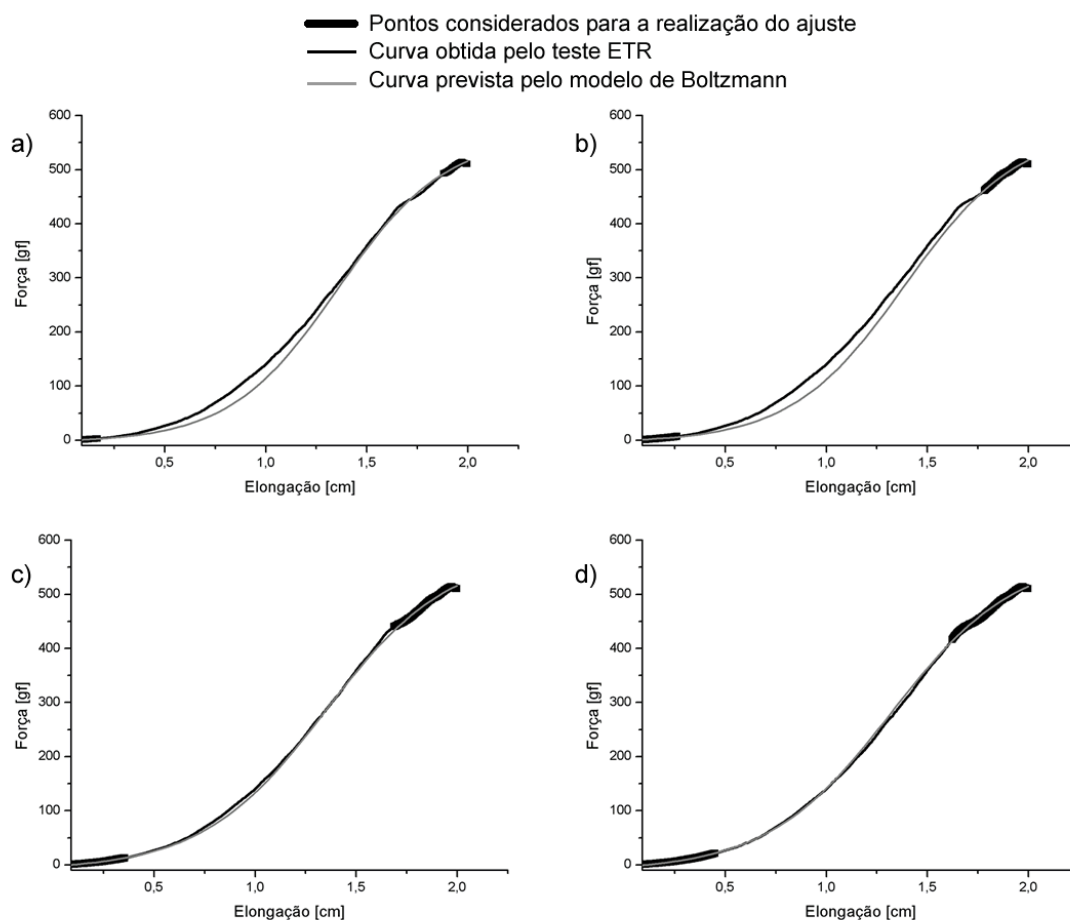 Pontos considerados para a realização do ajuste
Curva obtida pelo teste ETR
Curva prevista pelo modelo de Boltzmann
a)
600
500
400
300
200
100
0
Força [gf]
0,5
1,0
1,5
2,0
Elongação [cm]
b)
600
500
400
300
200
100
0
Força [gf]
0,5
1,0
1,5
2,0
Elongação [cm]
c)
600
500
400
300
200
100
0
Força [gf]
0,5
1,0
1,5
2,0
Elongação [cm]
d)
600
500
400
300
200
100
0
Força [gf]
0,5
1,0
1,5
2,0
Elongação [cm]